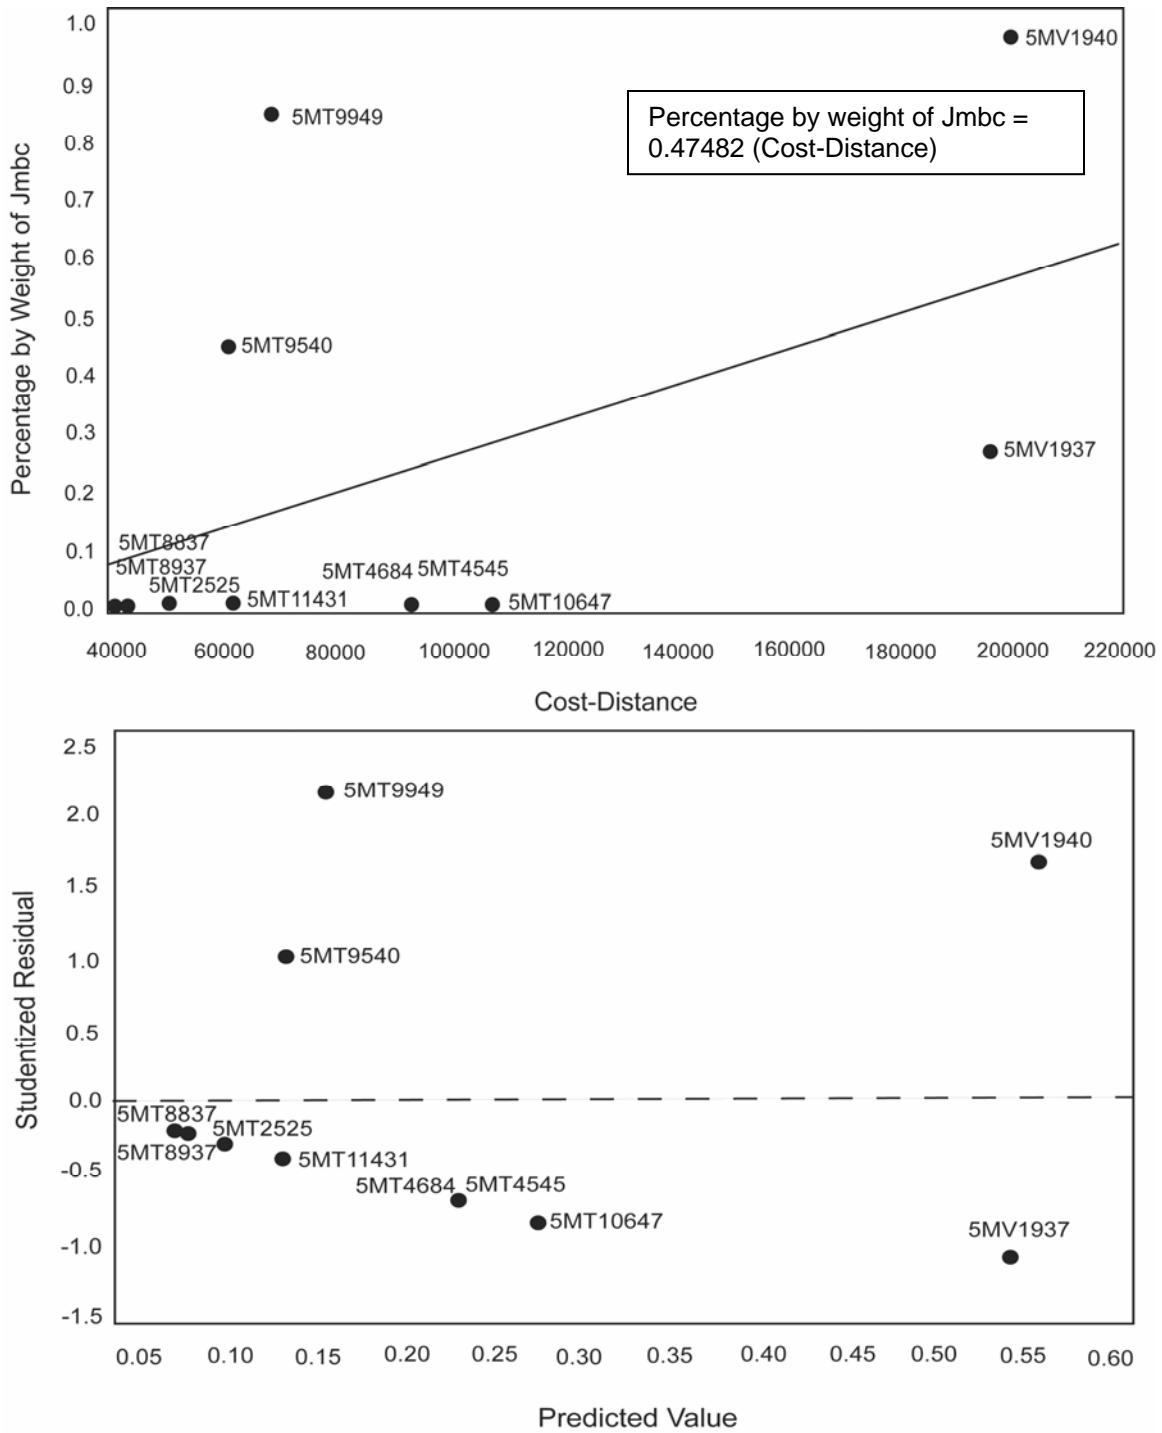 1.0
5MV1940
0.9
5MT9949
Percentage by weight of Jmbc =
0.47482 (Cost-Distance)
0.8
0.7
0.6
0.5
5MT9540
0.4
0.3
5MV1937
0.2
0.1
5MT8837
5MT8937
5MT4684 5MT4545
5MT2525
5MT11431
5MT10647
0.0
Percentage by Weight of Jmbc
40000 60000 80000 100000 120000 140000 160000 180000 200000 220000
Cost-Distance
2.5
5MT9949
2.0
5MV1940
1.5
1.0
5MT9540
0.5
0.0
5MT8837
5MT2525
5MT8937
5MT11431
-0.5
5MT4684 5MT4545
5MT10647
5MV1937
-1.0
-1.5
Studentized Residual
0.05 0.10 0.15 0.20 0.25 0.30 0.35 0.40 0.45 0.50 0.55 0.60
Predicted Value